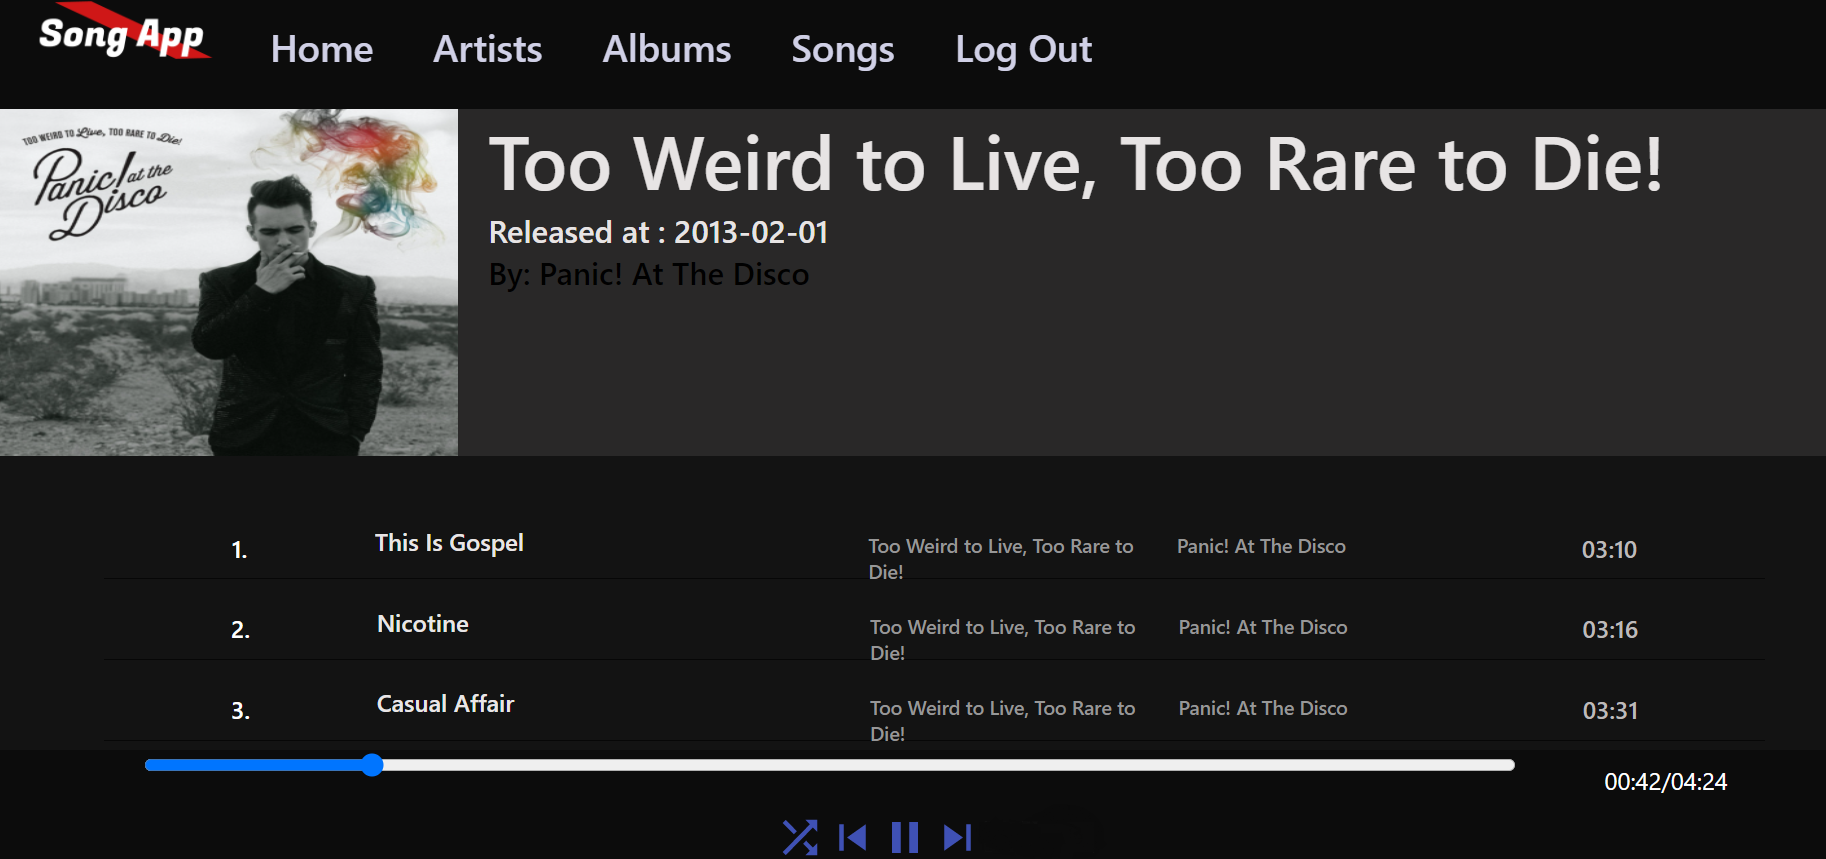 Song App
Home Artists Albums Songs Log Out
TOO WEIRD TO Live, TOO RARE TO Die!
Panic! at the
Disco
Too Weird to Live, Too Rare to Die!
Released at : 2013-02-01
By: Panic! At The Disco
1. This Is Gospel Too Weird to Live, Too Rare to Panic! At The Disco 03:10
Die!
2. Nicotine Too Weird to Live, Too Rare to Panic! At The Disco 03:16
Die!
3. Casual Affair Too Weird to Live, Too Rare to Panic! At The Disco 03:31
Die!
00:42/04:24